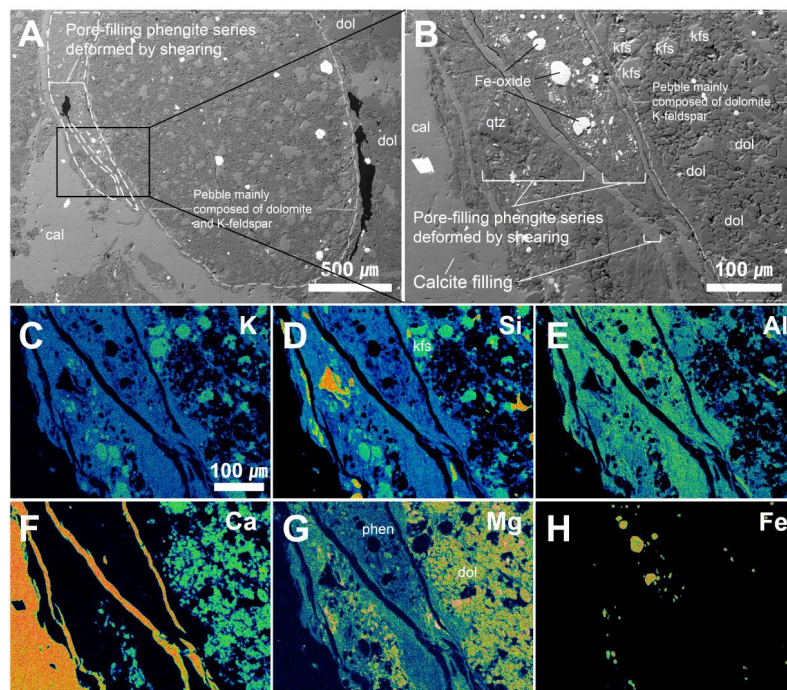 A
Pore-filling phengite series
deformed by shearing
dol
dol
Pebble mainly
composed of dolomite
and K-feldspar
cal
500 ㎛
B
Fe-oxide
kfs
kfs
kfs
kfs
Pebble mainly
composed of dolomite
K-feldspar
cal
qtz
dol
dol
dol
Pore-filling phengite series
deformed by shearing
Calcite filling
100 ㎛
C
K
100 ㎛
D
Si
kfs
E
Al
F
Ca
G
Mg
phen
dol
H
Fe